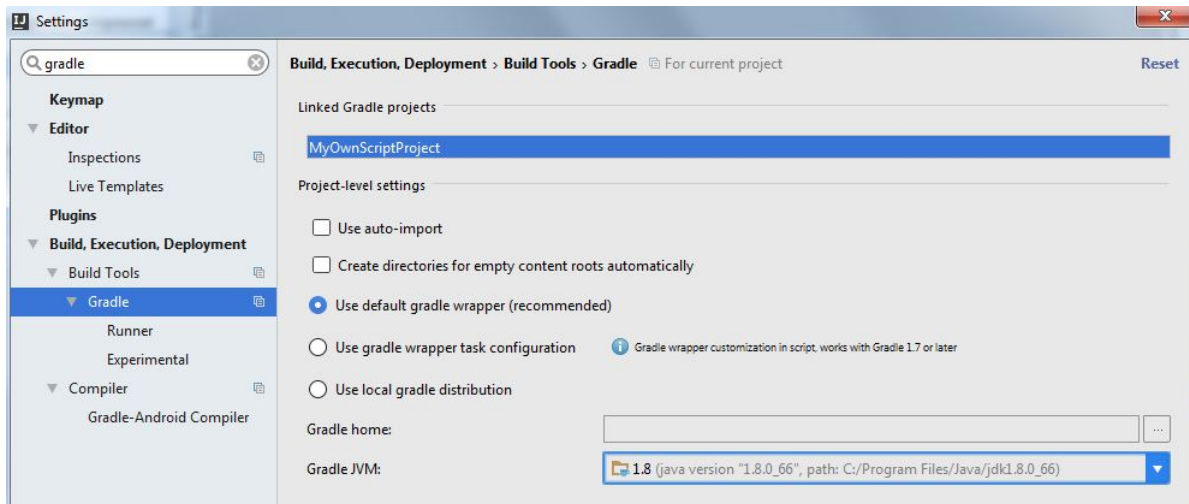 Settings
gradle
Build, Execution, Deployment › Build Tools › Gradle For current project Reset
Keymap
Editor
Inspections
Live Templates
Plugins
Build, Execution, Deployment
Build Tools
Gradle
Runner
Experimental
Compiler
Gradle-Android Compiler
Linked Gradle projects
MyOwnScriptProject
Project-level settings
Use auto-import
Create directories for empty content roots automatically
Use default gradle wrapper (recommended)
Use gradle wrapper task configuration Gradle wrapper customization in script, works with Gradle 1.7 or later
Use local gradle distribution
Gradle home: ...
Gradle JVM: 1.8 (java version "1.8.0_66", path: C:/Program Files/Java/jdk1.8.0_66)